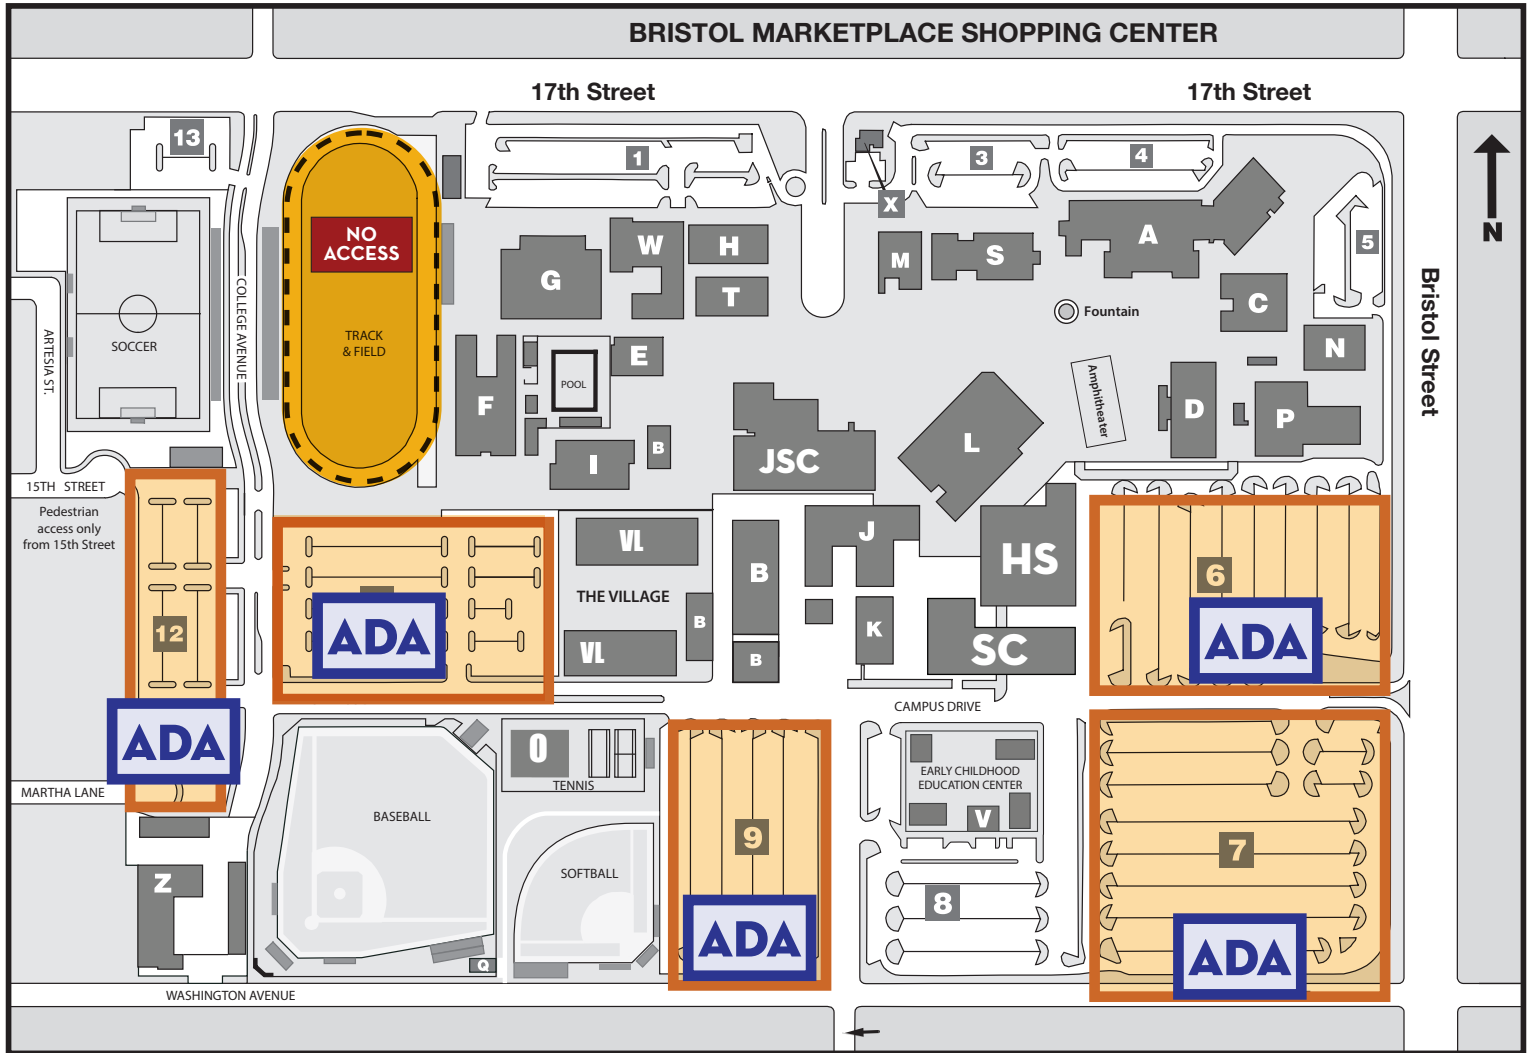 BRISTOL MARKETPLACE SHOPPING CENTER
17th Street
17th Street
13
1
3
4
X
5
N
NO
ACCESS
G
W
H
T
M
S
A
C
Fountain
N
Bristol Street
COLLEGE AVENUE
ARTESIA ST.
SOCCER
TRACK
& FIELD
E
POOL
F
I
B
JSC
L
Amphitheater
D
P
15TH STREET
Pedestrian
access only
from 15th Street
12
ADA
ADA
VL
THE VILLAGE
VL
B
B
B
J
K
HS
SC
6
ADA
CAMPUS DRIVE
MARTHA LANE
BASEBALL
O
TENNIS
SOFTBALL
9
ADA
EARLY CHILDHOOD
EDUCATION CENTER
V
8
7
ADA
Z
Q
WASHINGTON AVENUE